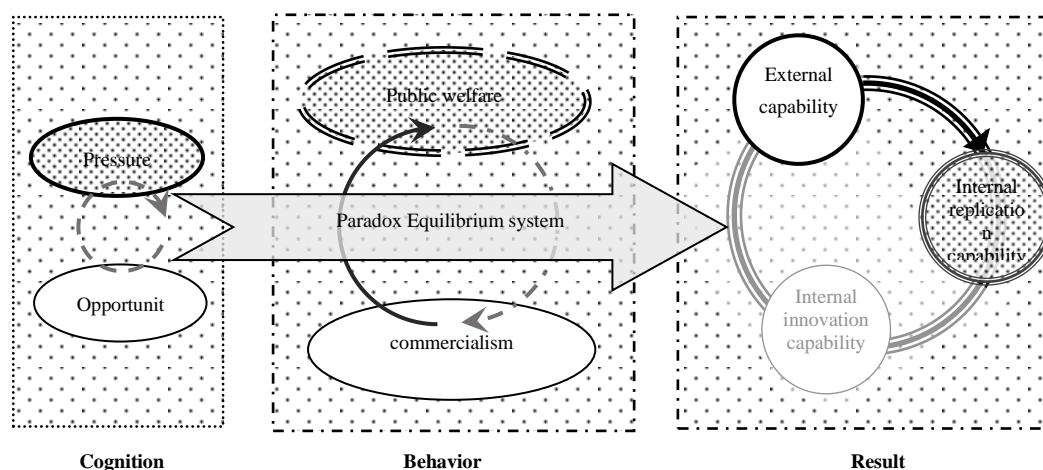 Pressure
Opportunit
Public welfare
Paradox Equilibrium system
commercialism
External
capability
Internal
replicatio
n
capability
Internal
innovation
capability
Cognition
Behavior
Result